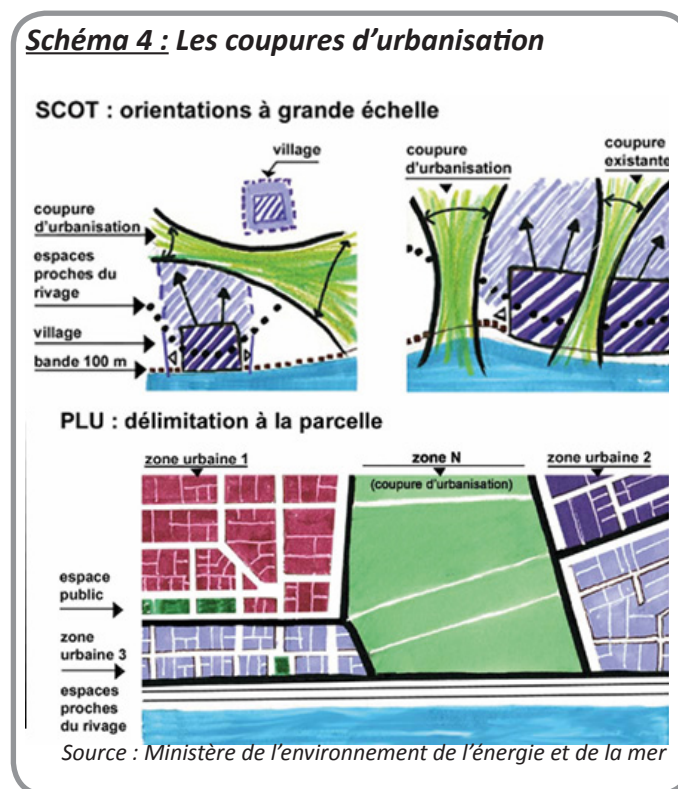 Schéma 4 : Les coupures d'urbanisation
SCOT : orientations à grande échelle
village
coupure
d'urbanisation
espaces
proches du
rivage
village
bande 100 m
coupure
d'urbanisation
coupure
existante
PLU : délimitation à la parcelle
zone urbaine 1
zone N
(coupure d'urbanisation)
zone urbaine 2
espace
public
zone
urbaine 3
espaces
proches
du rivage
Source : Ministère de l'environnement de l'énergie et de la mer